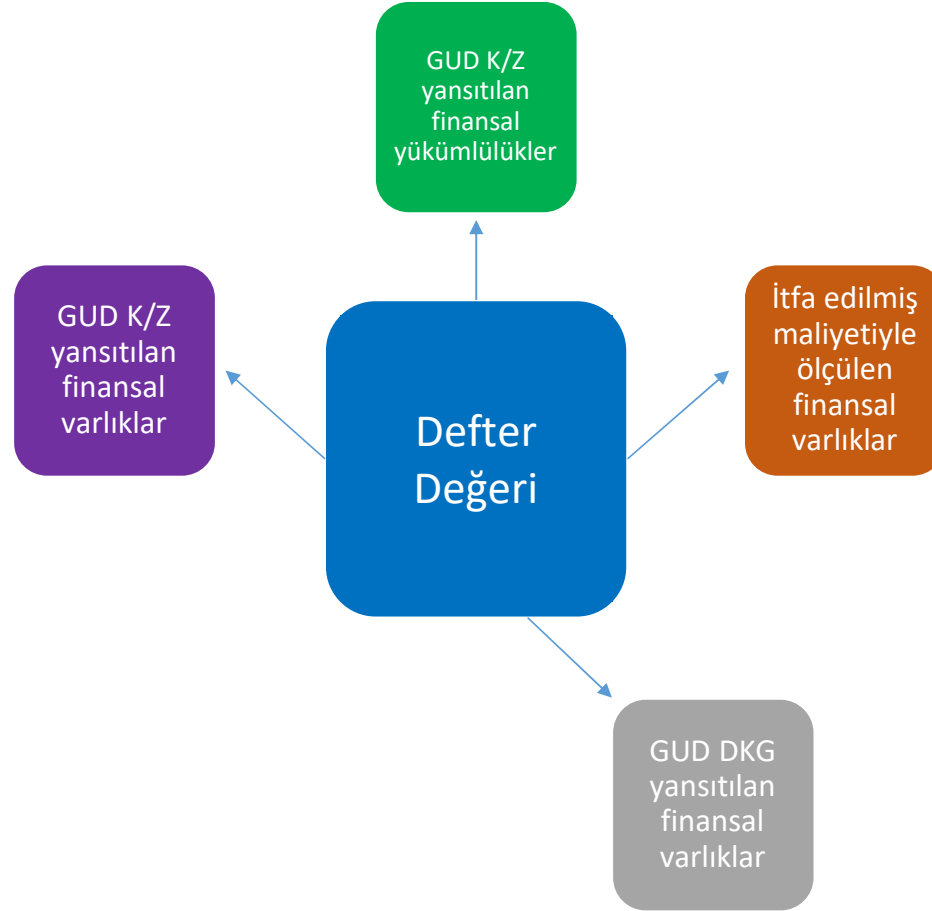 GUD K/Z
yansıtılan
finansal
yükümlülükler
GUD K/Z
yansıtılan
finansal
varlıklar
İtfa edilmiş
maliyetiyle
ölçülen
finansal
varlıklar
Defter
Değeri
GUD DKG
yansıtılan
finansal
varlıklar